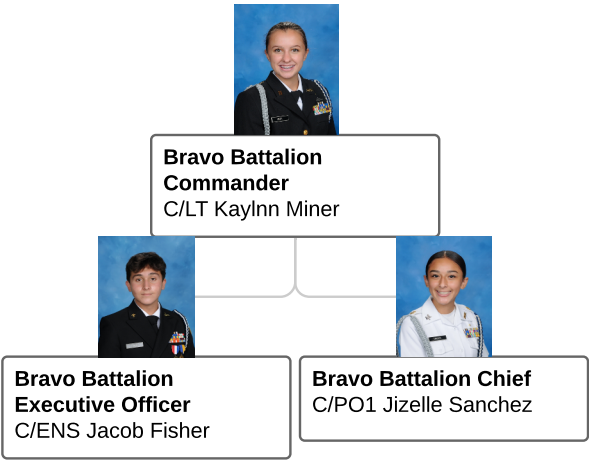 Bravo Battalion
Commander
C/LT Kaylnn Miner
Bravo Battalion
Executive Officer
C/ENS Jacob Fisher
Bravo Battalion Chief
C/PO1 Jizelle Sanchez